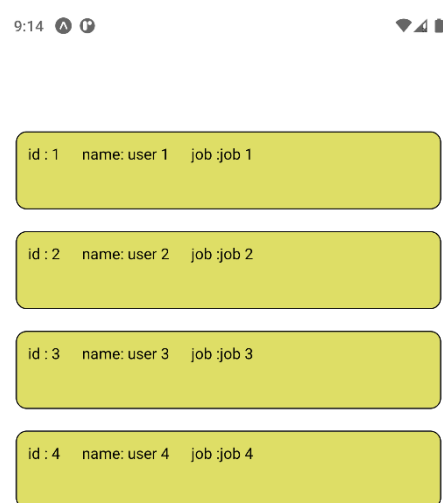 9:14
id : 1 name: user 1 job :job 1
id : 2 name: user 2 job :job 2
id : 3 name: user 3 job :job 3
id : 4 name: user 4 job :job 4